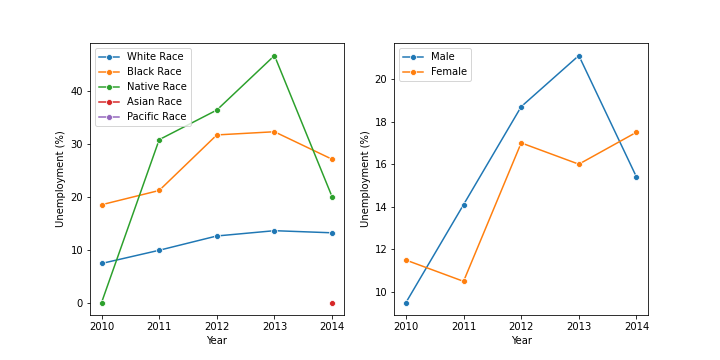 White Race
Black Race
Native Race
Asian Race
Pacific Race
Unemployment (%)
40
30
20
10
0
2010 2011 2012 2013 2014
Year
Male
Female
Unemployment (%)
20
18
16
14
12
10
2010 2011 2012 2013 2014
Year